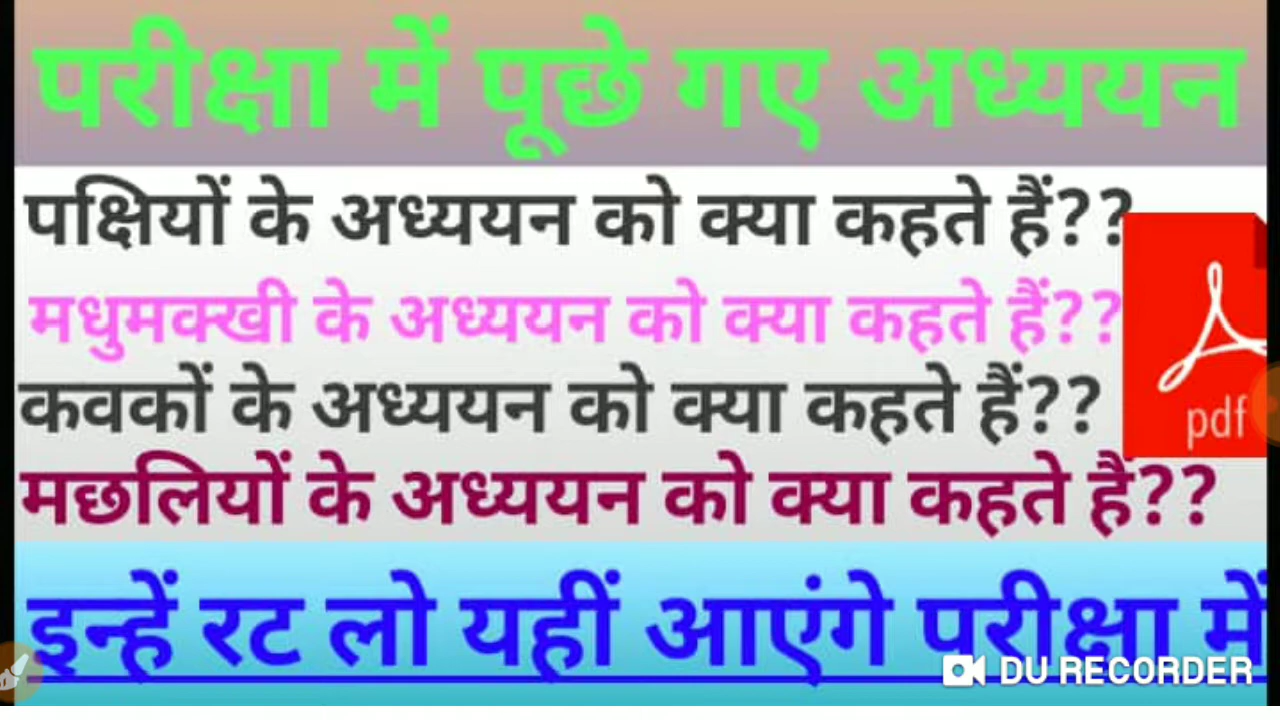 परीक्षा में पूछे गए अध्ययन
पक्षियों के अध्ययन को क्या कहते हैं??
मधुमक्खी के अध्ययन को क्या कहते हैं??
कवकों के अध्ययन को क्या कहते हैं??
pdf
मछलियों के अध्ययन को क्या कहते हैं??
इन्हें रट लो यहीं आएंगे परीक्षा में
DU RECORDER